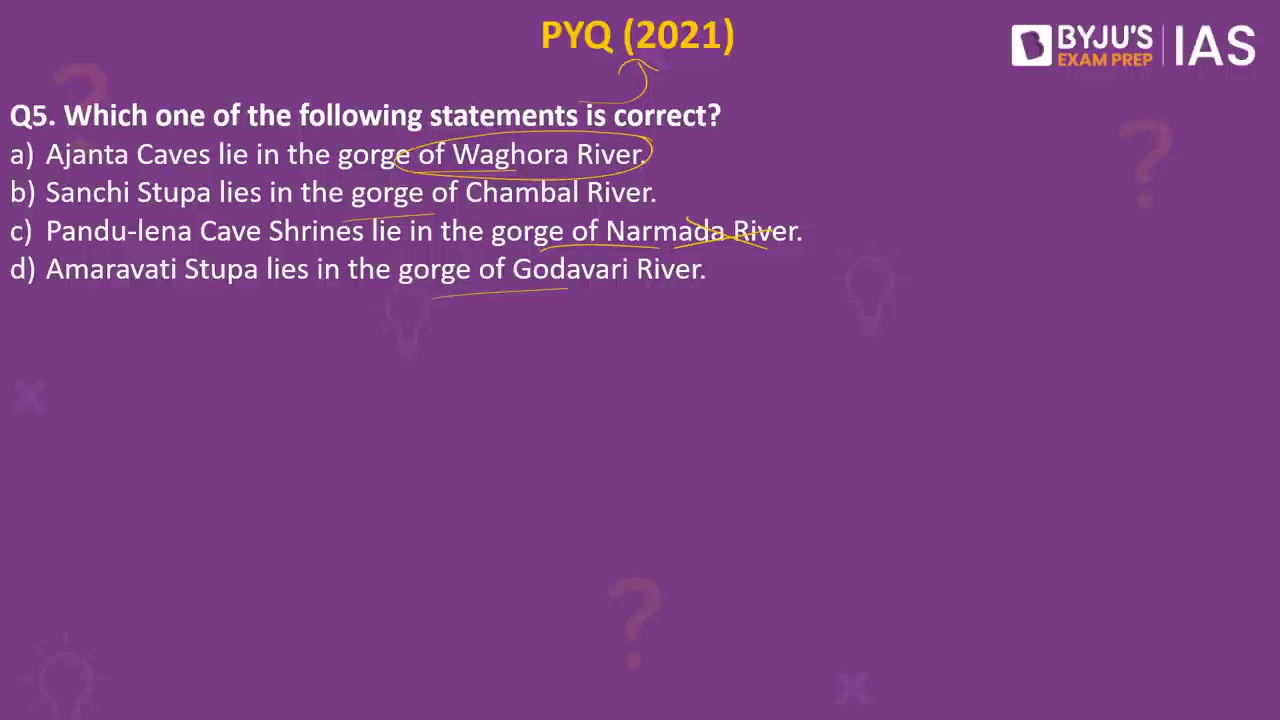 PYQ (2021)
BYJU'S
EXAM PREP
IAS
Q5. Which one of the following statements is correct?
a) Ajanta Caves lie in the gorge of Waghora River.
b) Sanchi Stupa lies in the gorge of Chambal River.
c) Pandu-lena Cave Shrines lie in the gorge of Narmada River.
d) Amaravati Stupa lies in the gorge of Godavari River.